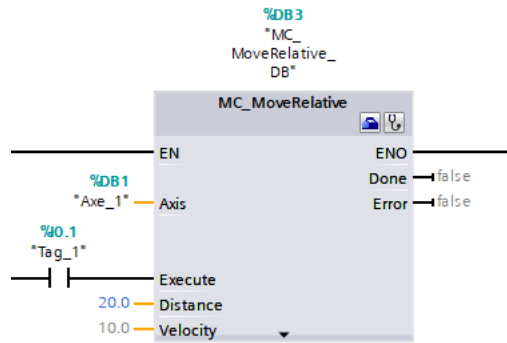 %DB3
"MC_
MoveRelative_
DB"
MC_MoveRelative
EN ENO
Done false
%DB1
"Axe_1" Axis
Error false
%I0.1
"Tag_1"
Execute
20.0 Distance
10.0 Velocity